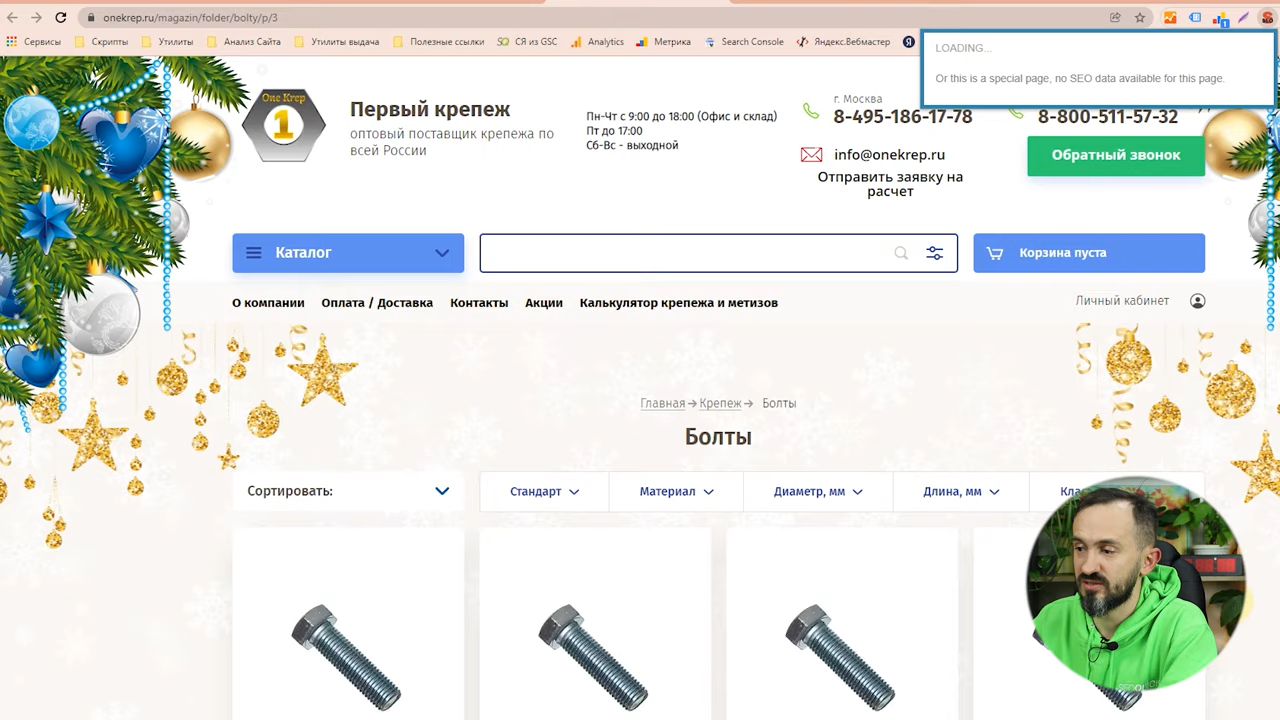 onekrep.ru/magazin/folder/bolty/p/3
Сервисы
Скрипты
Утилиты
Анализ Сайта
Утилиты выдача
Полезные ссылк
СЯ из GSC
Analytics
Метрика
Search Console
Яндекс.Вебмастер
Я
LOADING...
Or this is a special page, no SEO data available for this page.
One Krep
1
Первый крепеж
оптовый поставщик крепежа по
всей России
Пн-Чт с 9:00 до 18:00 (Офис и склад)
Пт до 17:00
Сб-Вс - выходной
г. Москва
8-495-186-17-78
8-800-511-57-32
info@onekrep.ru
Отправить заявку на
расчет
Обратный звонок
Каталог
Корзина пуста
О компании
Оплата / Доставка
Контакты
Акции
Калькулятор крепежа и метизов
Личный кабинет
Главная → Крепеж → Болты
Болты
Сортировать:
Стандарт
Материал
Диаметр, мм
Длина, мм